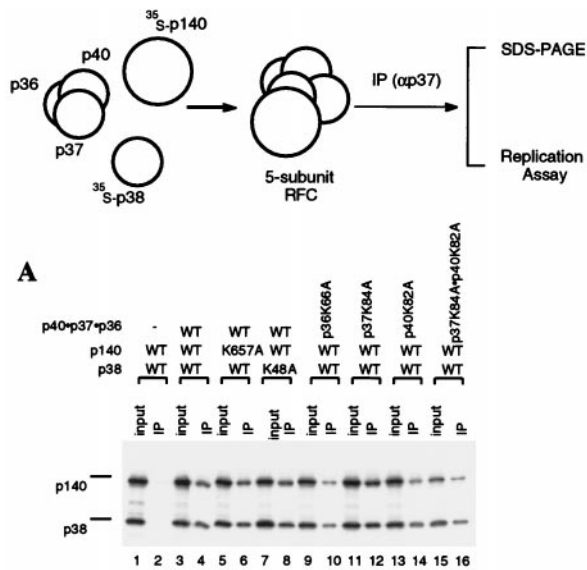 35S-p140
p40
p36
p37
35S-p38
5-subunit
RFC
IP (αp37)
SDS-PAGE
Replication
Assay
A
p40•p37•p36 - WT WT WT p36K66A p37K84A p40K82A p37K84A•p40K82A
p140 WT WT K657A WT WT WT WT WT
p38 WT WT WT K48A WT WT WT WT
input IP input IP input IP input IP input IP input IP input IP input IP
p140
p38
1 2 3 4 5 6 7 8 9 10 11 12 13 14 15 16